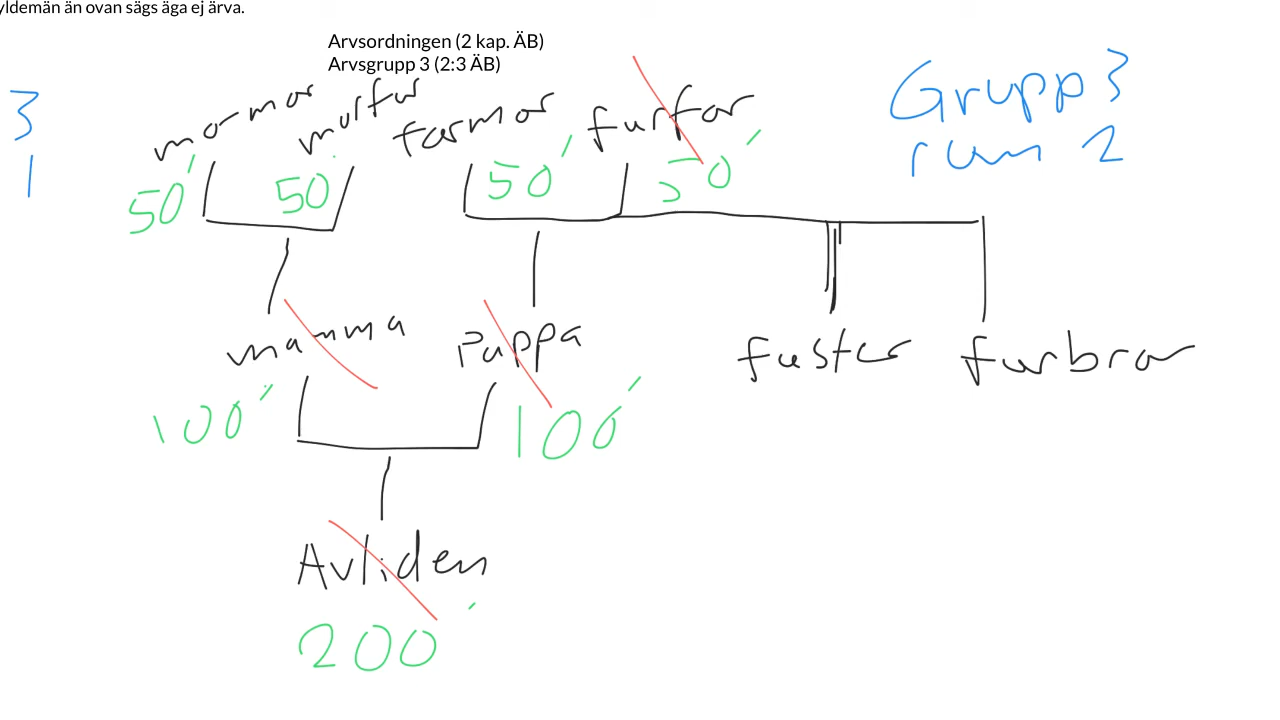 yldemän än ovan sägs äga ej ärva.
Arvsordningen (2 kap. ÄB)
Arvsgrupp 3 (2:3 ÄB)
3
1
Grupp 3
rum 2
mormor morfar farmor furfar
50' 50 50' 50'
faster farbror
mamma Pappa
100' 100'
Avliden
200'